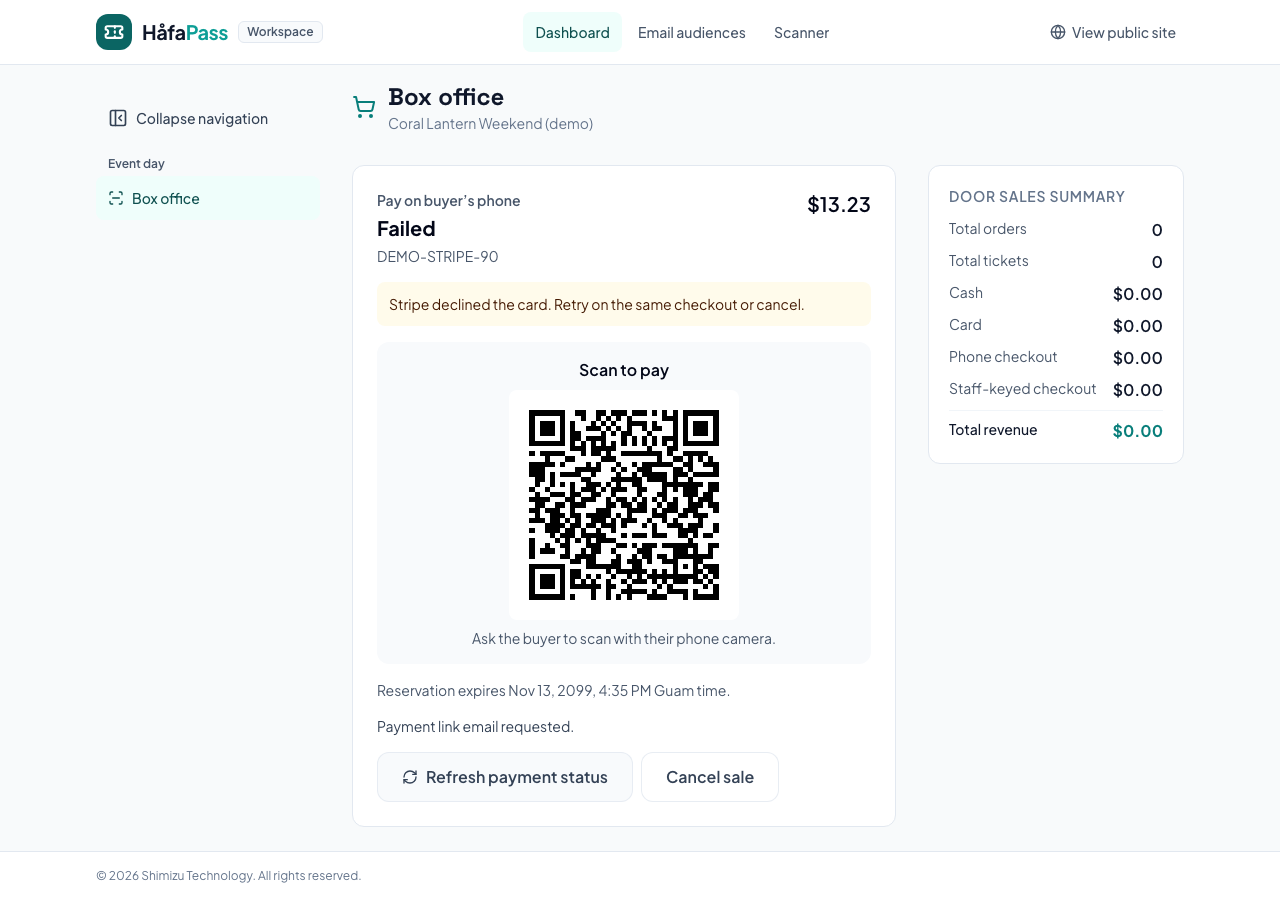 HåfaPass
Workspace
Dashboard
Email audiences
Scanner
View public site
Collapse navigation
Event day
Box office
Box office
Coral Lantern Weekend (demo)
Pay on buyer’s phone
$13.23
Failed
DEMO-STRIPE-90
Stripe declined the card. Retry on the same checkout or cancel.
Scan to pay
Ask the buyer to scan with their phone camera.
Reservation expires Nov 13, 2099, 4:35 PM Guam time.
Payment link email requested.
Refresh payment status
Cancel sale
DOOR SALES SUMMARY
Total orders 0
Total tickets 0
Cash $0.00
Card $0.00
Phone checkout $0.00
Staff-keyed checkout $0.00
Total revenue $0.00
© 2026 Shimizu Technology. All rights reserved.